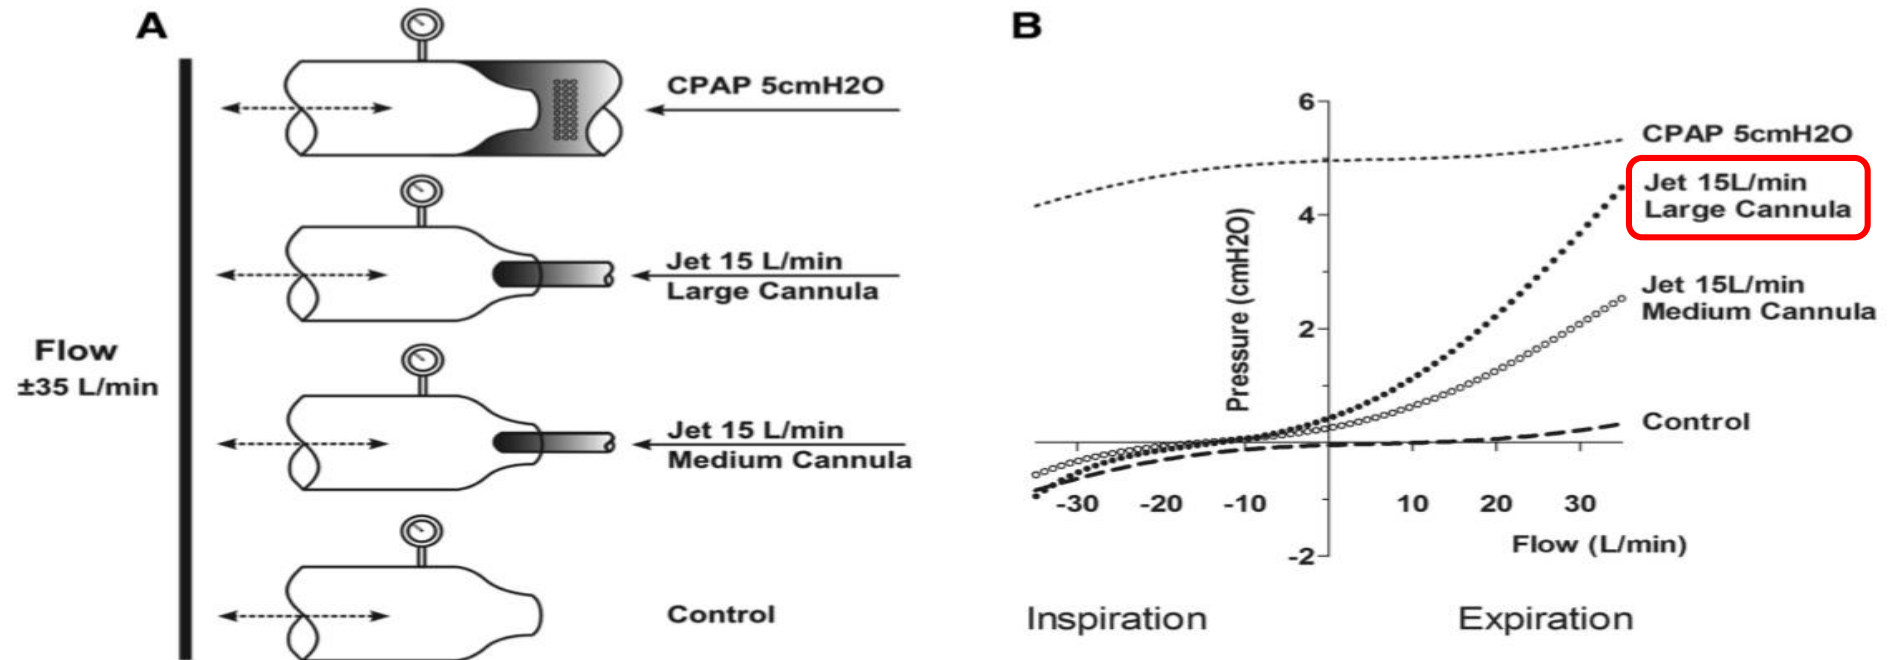 A
CPAP 5cmH2O
Jet 15 L/min
Large Cannula
Flow
±35 L/min
Jet 15 L/min
Medium Cannula
Control
B
Pressure (cmH2O)
6
4
2
-2
-30 -20 -10 10 20 30
Flow (L/min)
CPAP 5cmH2O
Jet 15L/min
Large Cannula
Jet 15L/min
Medium Cannula
Control
Inspiration Expiration